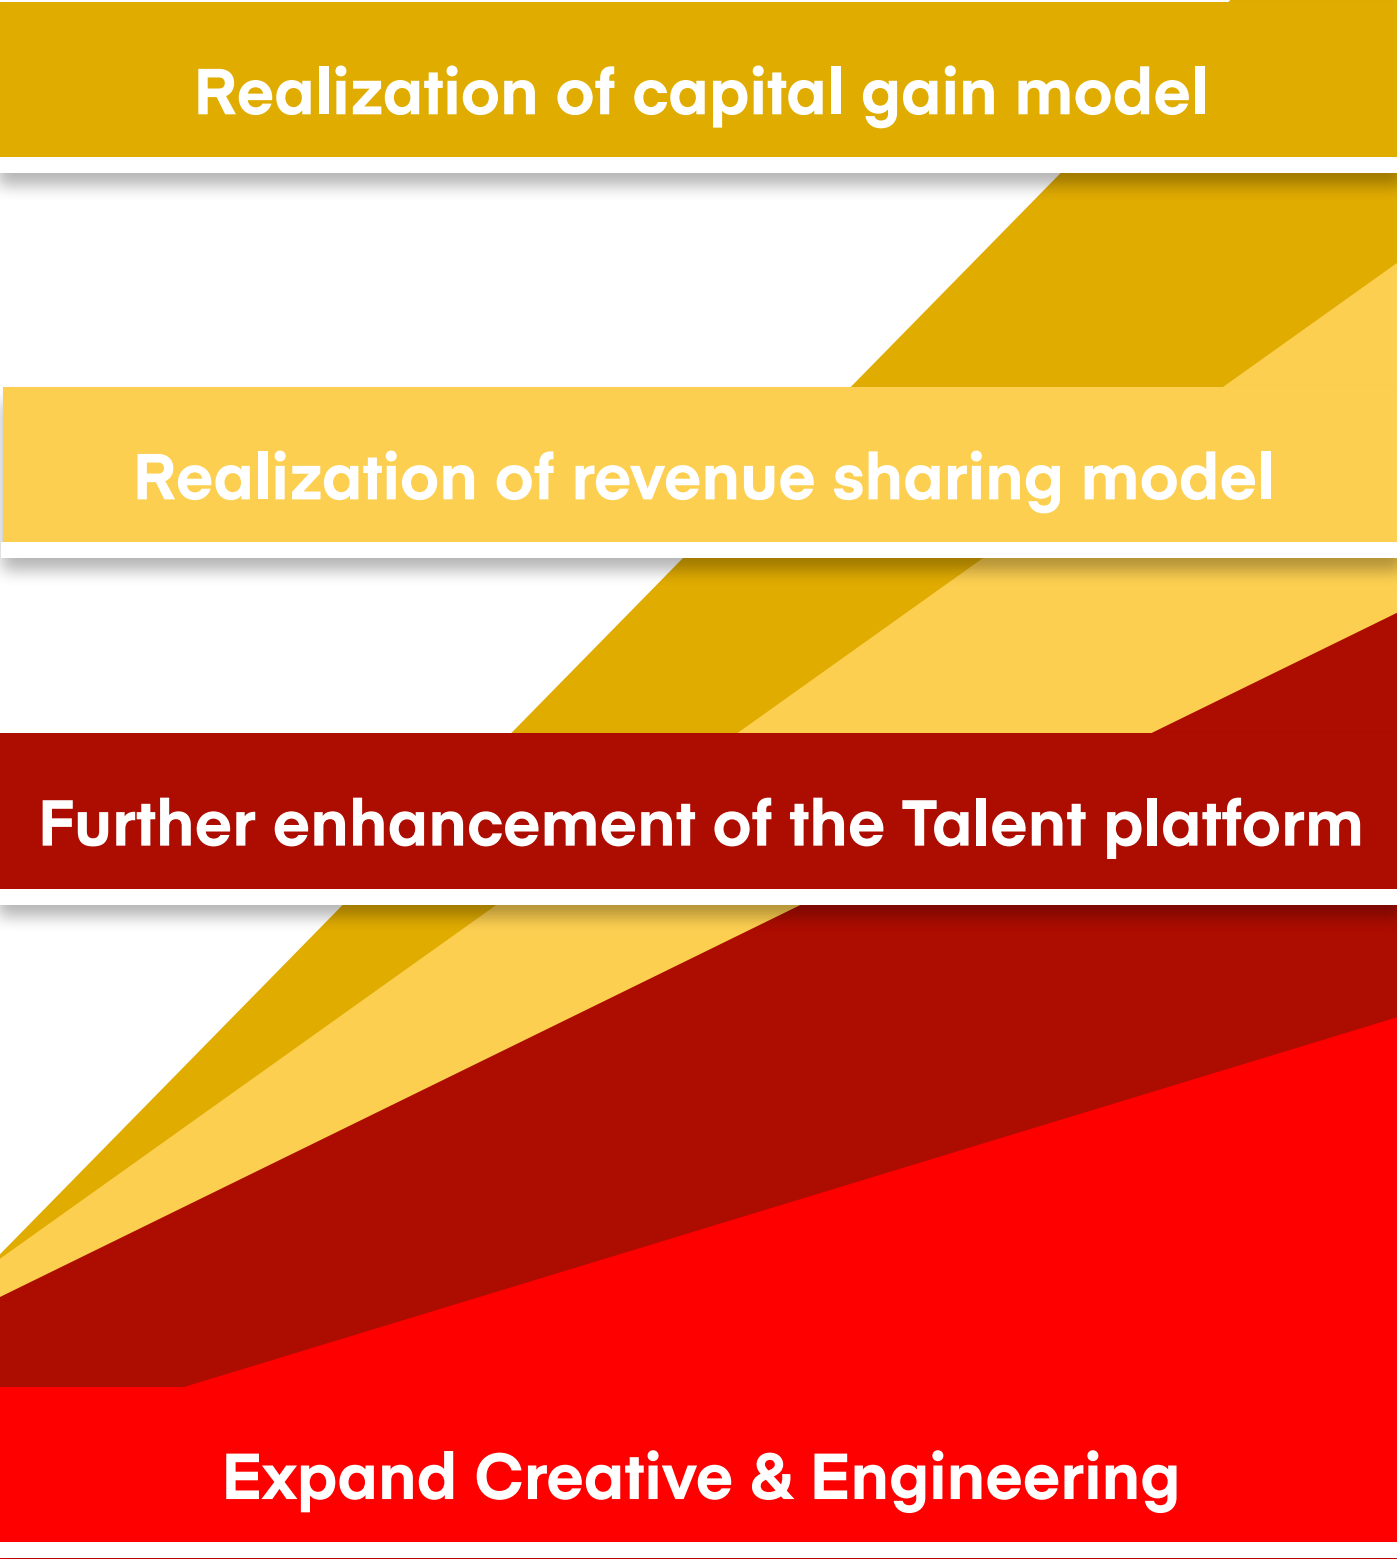 Realization of capital gain model
Realization of revenue sharing model
Further enhancement of the Talent platform
Expand Creative & Engineering